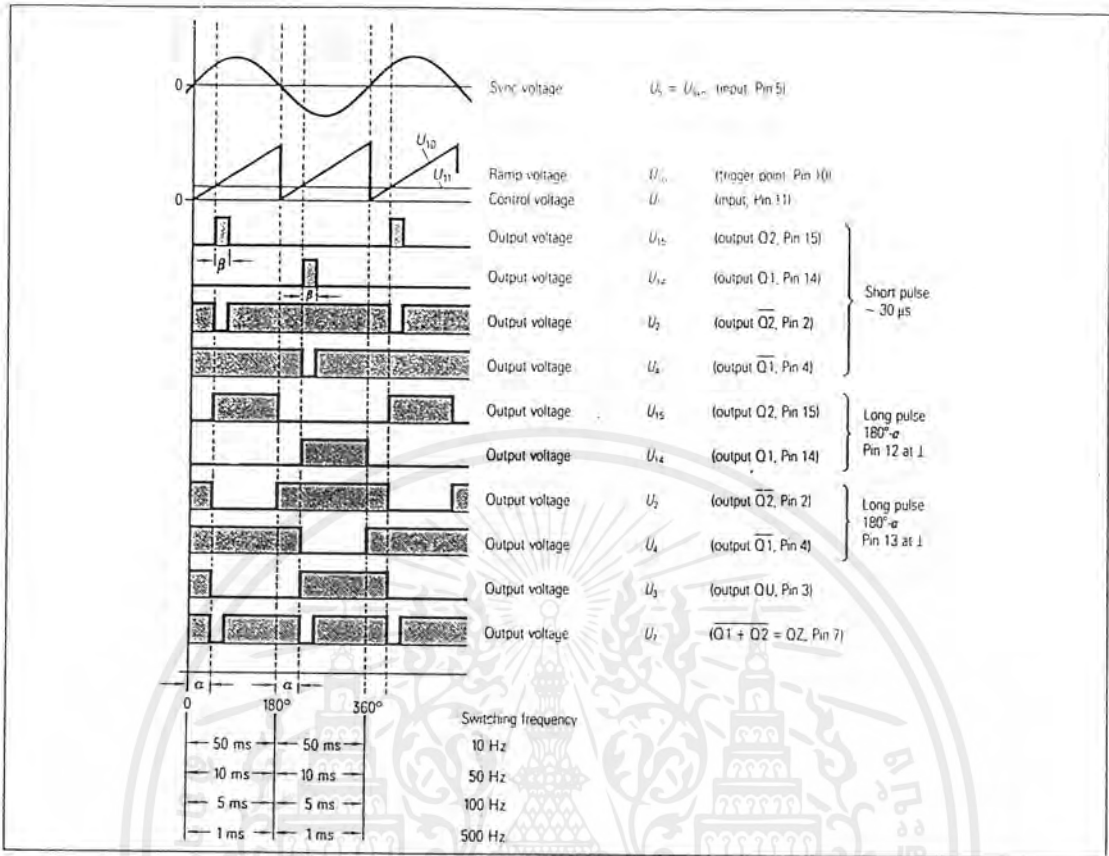 0
Sync voltage (input, Pin 5)
U10
U11
Ramp voltage (trigger point, Pin 10)
0
Control voltage (input, Pin 11)
Output voltage (output Q2, Pin 15)
β
Output voltage (output Q1, Pin 14)
β
Short pulse
~ 30 μs
Output voltage U2 (output Q̅2̅, Pin 2)
Output voltage U4 (output Q̅1̅, Pin 4)
Output voltage U15 (output Q2, Pin 15)
Output voltage U14 (output Q1, Pin 14)
Long pulse
180°-α
Pin 12 at ⊥
Output voltage U2 (output Q̅2̅, Pin 2)
Output voltage U4 (output Q̅1̅, Pin 4)
Long pulse
180°-α
Pin 13 at ⊥
Output voltage U3 (output QU, Pin 3)
Output voltage U7 (Q̅1̅ ̅+̅ ̅Q̅2̅ = QZ, Pin 7)
α α
0 180° 360°
Switching frequency
50 ms 50 ms 10 Hz
10 ms 10 ms 50 Hz
5 ms 5 ms 100 Hz
1 ms 1 ms 500 Hz